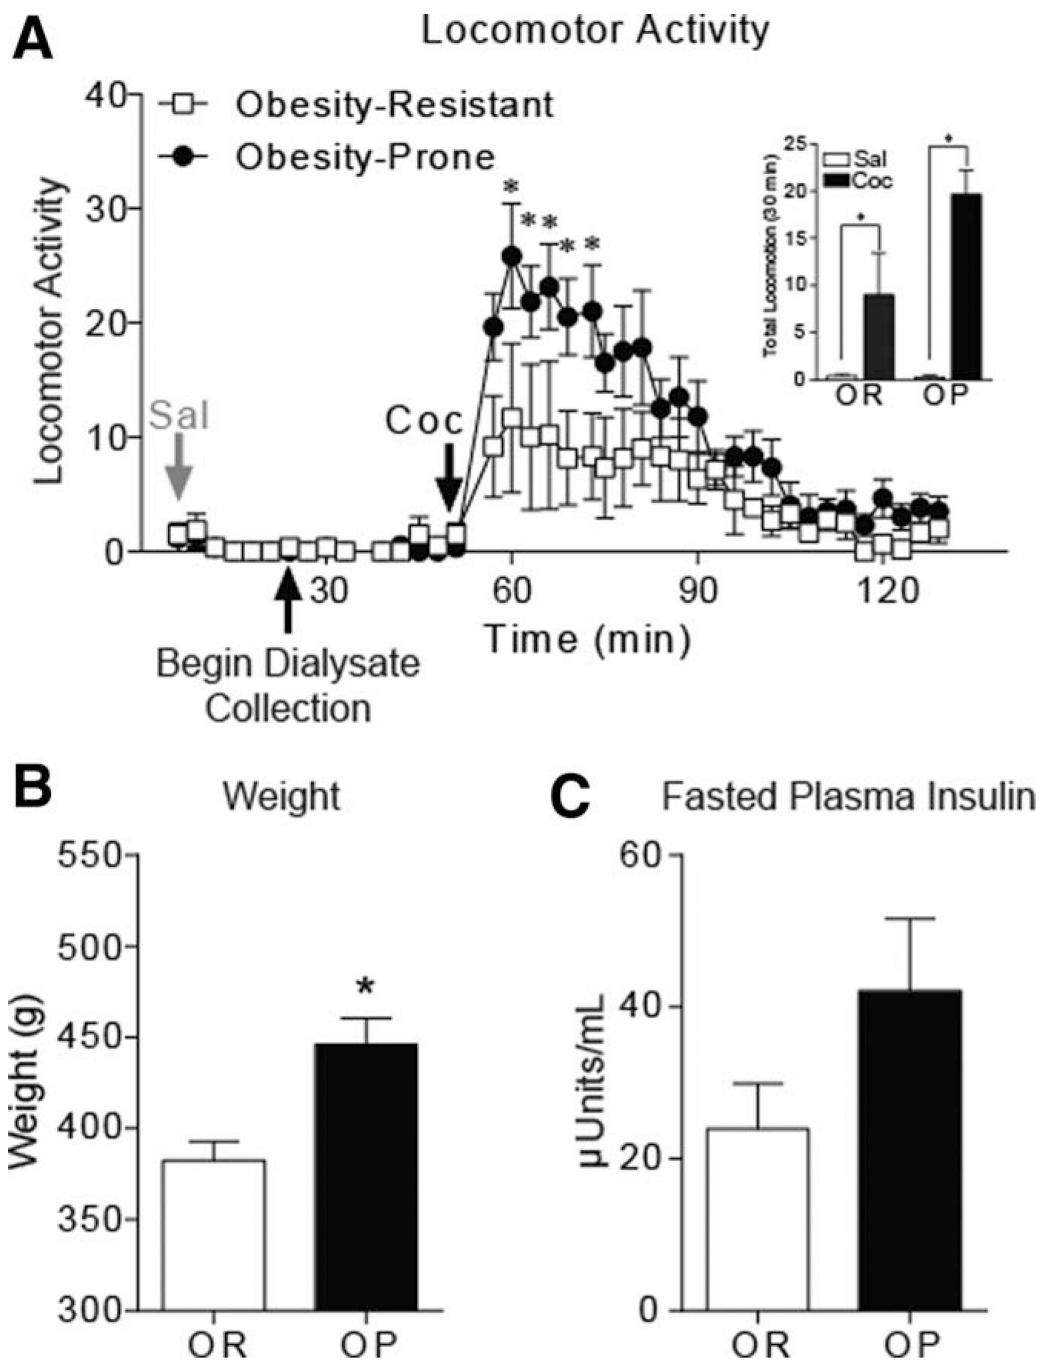 A
Locomotor Activity
Locomotor Activity
40
30
20
10
0
Obesity-Resistant
Obesity-Prone
Sal
Coc
* * * * *
30 60 90 120
Time (min)
Begin Dialysate
Collection
Total Locomotion (30 min)
25
20
15
10
5
0
Sal
Coc
*
*
OR OP
B
Weight
Weight (g)
550
500
450
400
350
300
*
OR OP
C
Fasted Plasma Insulin
µUnits/mL
60
40
20
0
OR OP